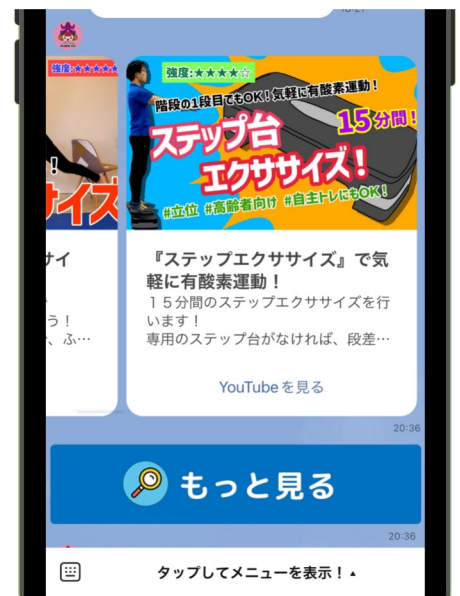 強度:★★★★★
強度:★★★★☆
階段の1段目でもOK!気軽に有酸素運動!
15分間!
ステップ台
エクササイズ!
#立位 #高齢者向け #自主トレにもOK!
!
サイズ
サイ
う!
、ふ…
『ステップエクササイズ』で気
軽に有酸素運動!
15分間のステップエクササイズを行
います!
専用のステップ台がなければ、段差…
YouTubeを見る
20:36
もっと見る
20:36
タップしてメニューを表示!▲